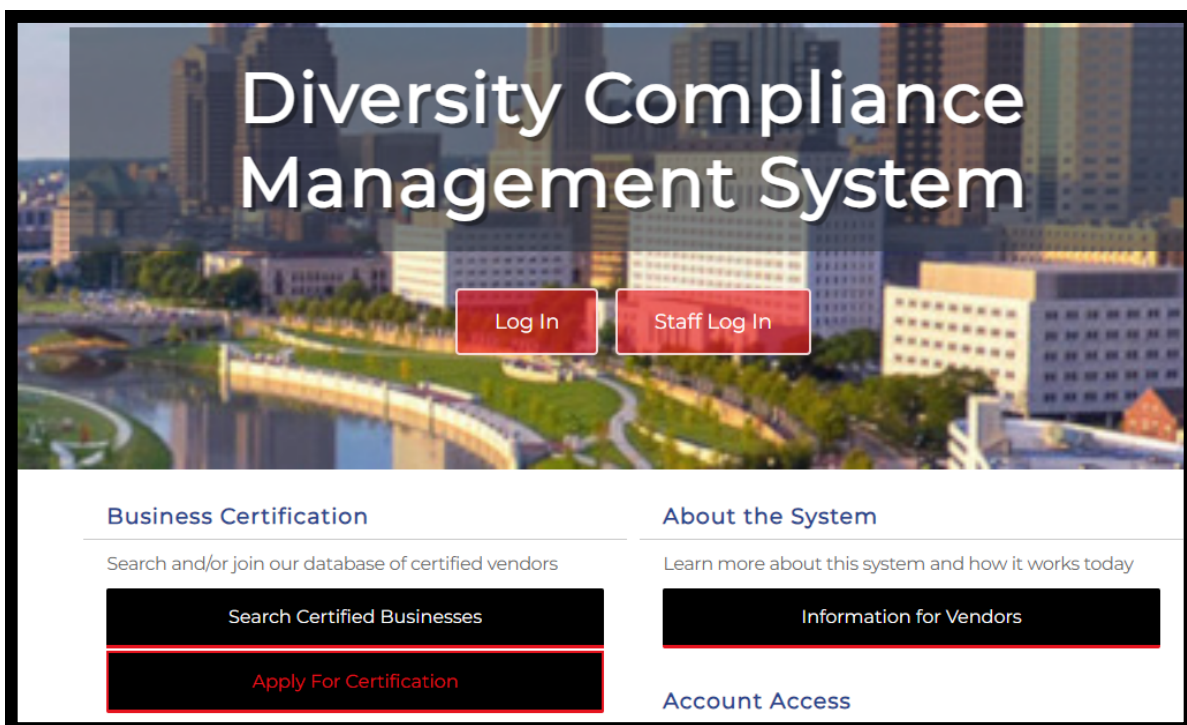 Diversity Compliance
Management System
Log In
Staff Log In
Business Certification
Search and/or join our database of certified vendors
Search Certified Businesses
Apply For Certification
About the System
Learn more about this system and how it works today
Information for Vendors
Account Access